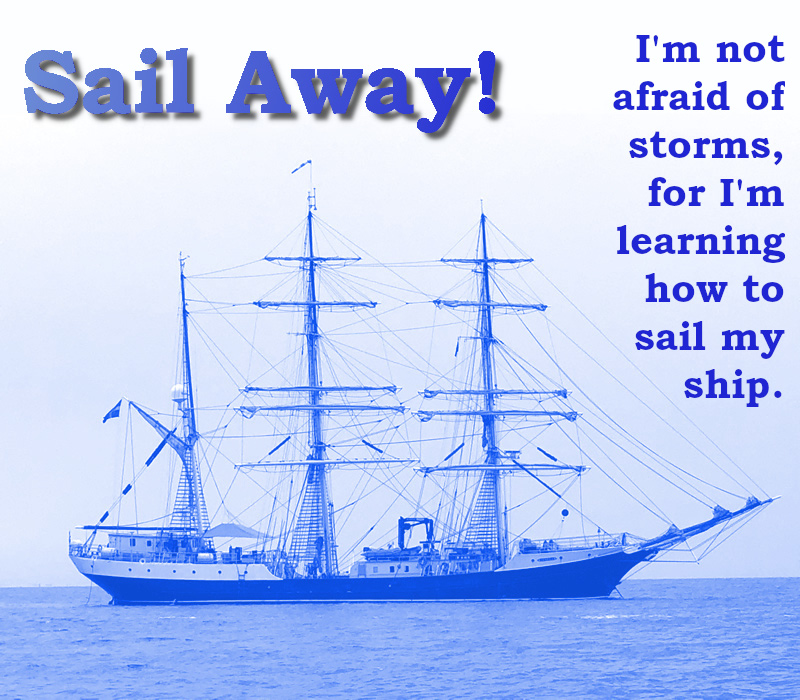 Sail Away!
I'm not
afraid of
storms,
for I'm
learning
how to
sail my
ship.